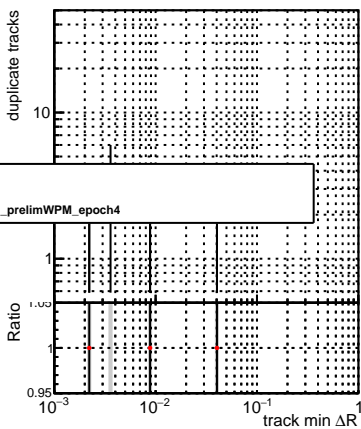 duplicate tracks
10
_prelimWPM_epoch4
1
Ratio
1.05
1
0.95
10⁻³ 10⁻² 10⁻¹ 1
track min ΔR